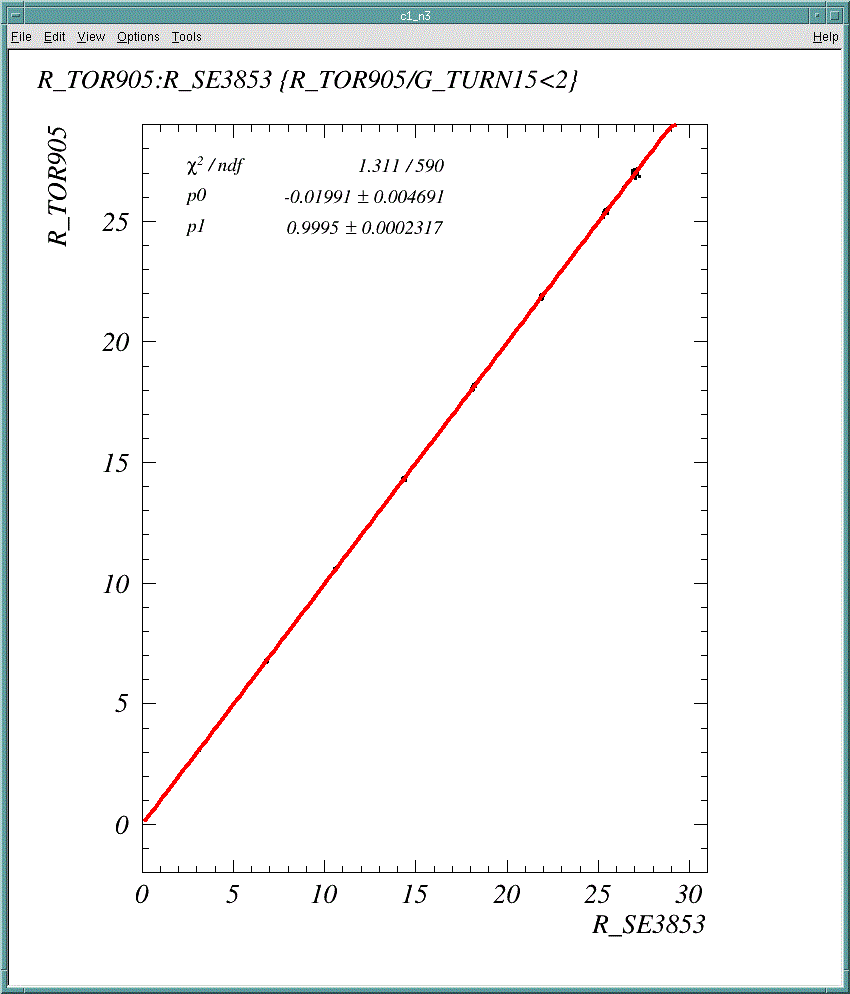 c1_n3
File Edit View Options Tools Help
R_TOR905:R_SE3853 {R_TOR905/G_TURN15<2}
R_TOR905
χ² / ndf 1.311 / 590
p0 -0.01991 ± 0.004691
p1 0.9995 ± 0.0002317
25
20
15
10
5
0
0 5 10 15 20 25 30
R_SE3853